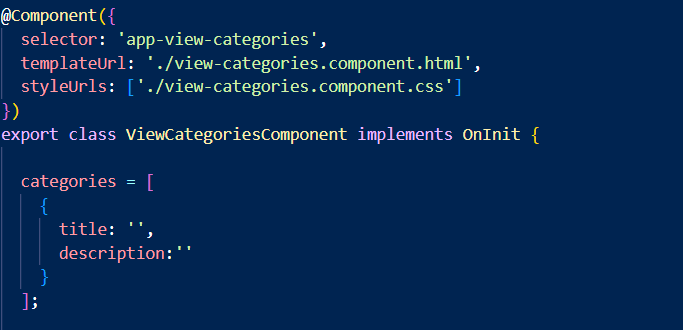 @Component({
  selector: 'app-view-categories',
  templateUrl: './view-categories.component.html',
  styleUrls: ['./view-categories.component.css']
})
export class ViewCategoriesComponent implements OnInit {
  categories = [
    {
      title: '',
      description:''
    }
  ];